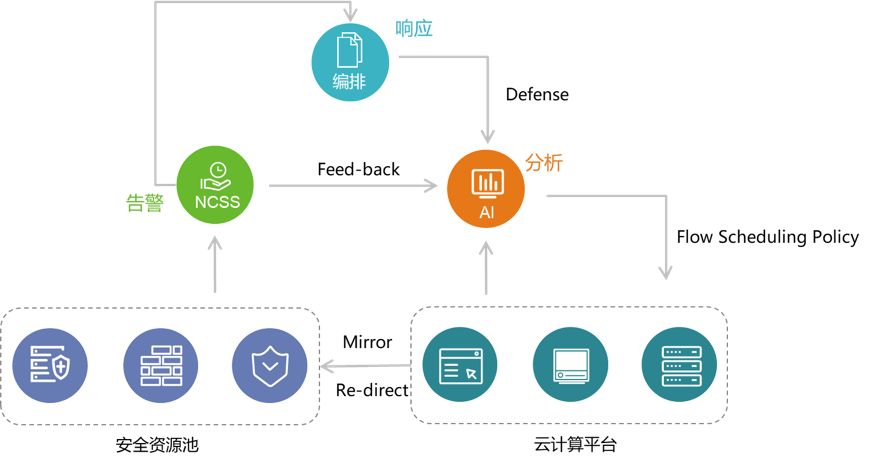 响应
编排
Defense
Feed-back
分析
告警
NCSS
AI
Flow Scheduling Policy
Mirror
Re-direct
安全资源池
云计算平台